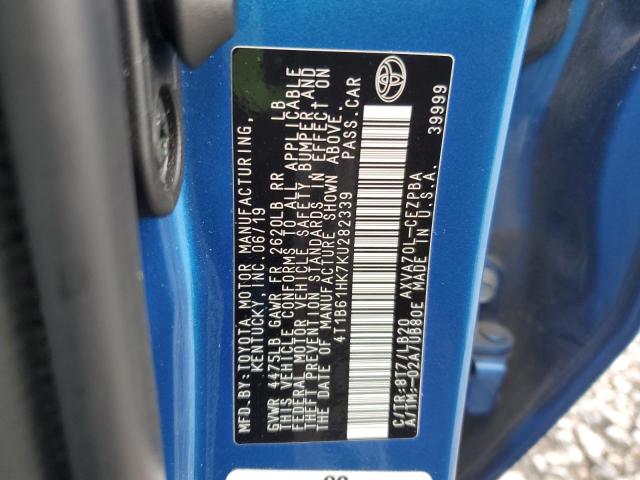 MFD.BY:TOYOTA MOTOR MANUFACTURING,
KENTUCKY, INC. 06/19
GVWR 4475LB GAWR FR 2620LB RR LB
THIS VEHICLE CONFORMS TO ALL APPLICABLE
FEDERAL MOTOR VEHICLE SAFETY, BUMPER, AND
THEFT PREVENTION STANDARDS IN EFFECT ON
THE DATE OF MANUFACTURE SHOWN ABOVE.
4T1B61HK7KU282339 PASS.CAR
C/TR:8T7/LB20 AXVA70L-CEZPBA
A/TM:-02A/UB80E MADE IN U.S.A. 39999